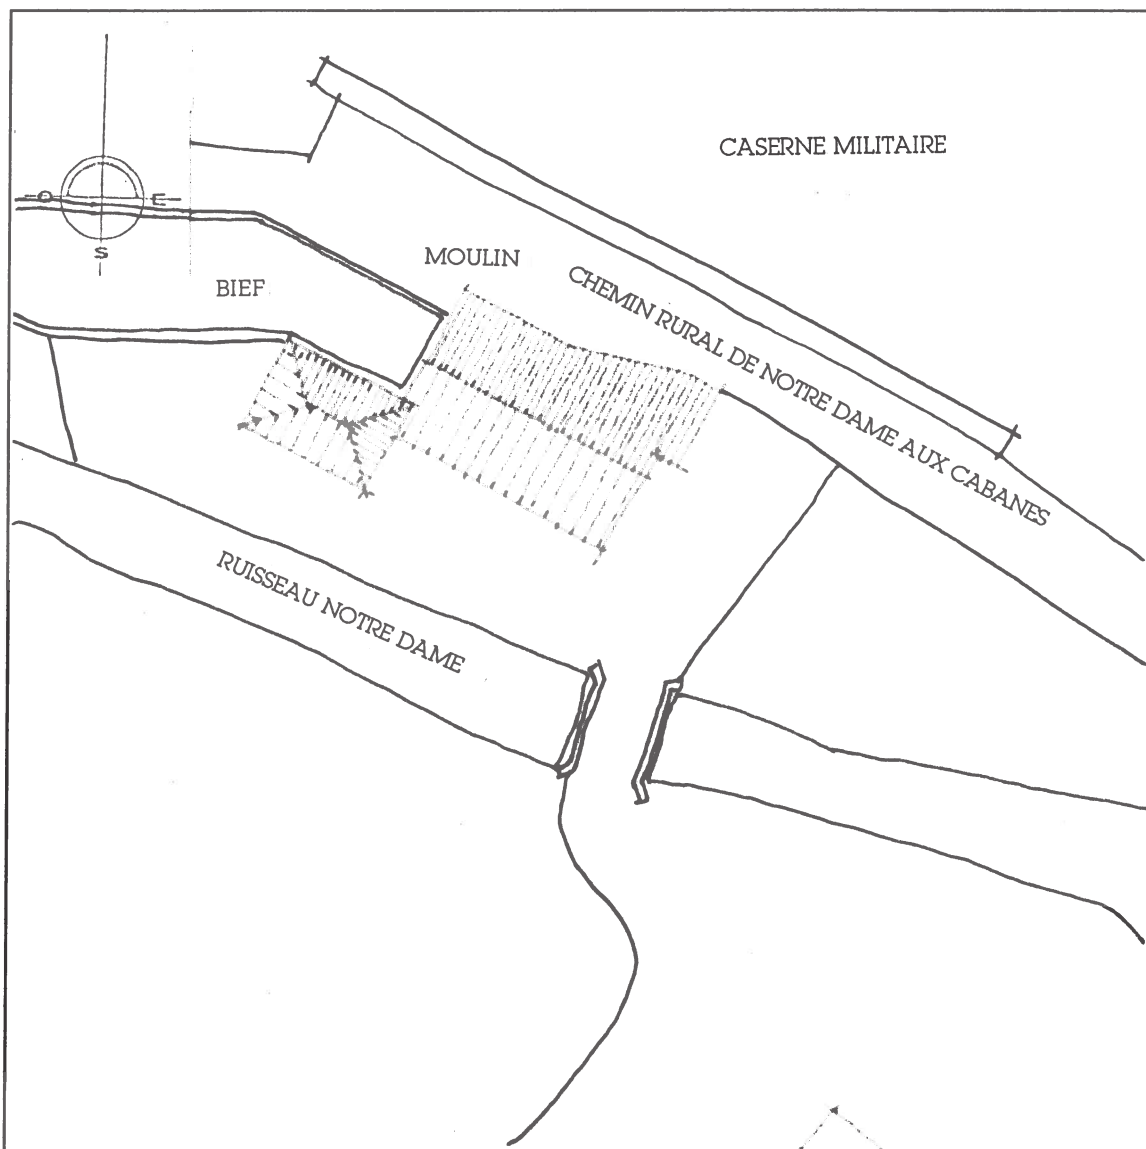 CASERNE MILITAIRE
O
E
S
MOULIN
BIEF
CHEMIN RURAL DE NOTRE DAME AUX CABANES
RUISSEAU NOTRE DAME